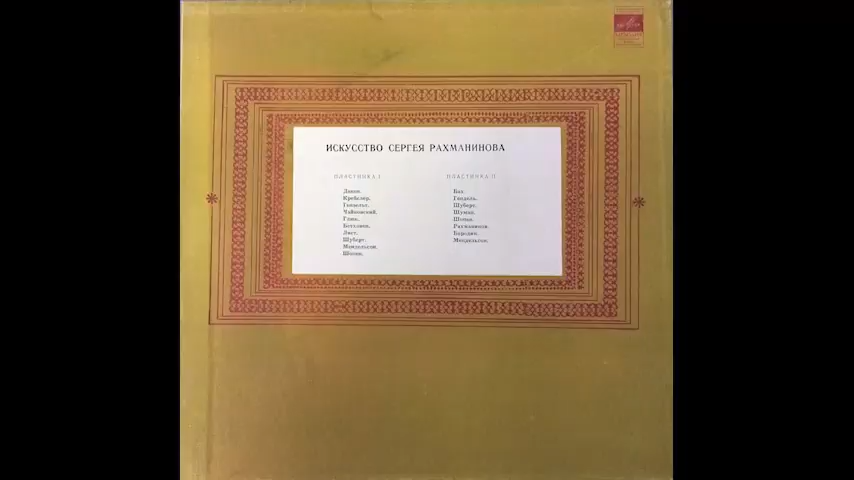 ИСКУССТВО СЕРГЕЯ РАХМАНИНОВА
ПЛАСТИНКА I
Дакен.
Крейслер.
Чайковский.
Глюк.
Бетховен.
Лист.
Шуберт.
Мендельсон.
Шопен.
ПЛАСТИНКА II
Бах.
Гендель.
Шуберт.
Шуман.
Шопен.
Рахманинов.
Бородин.
Мендельсон.